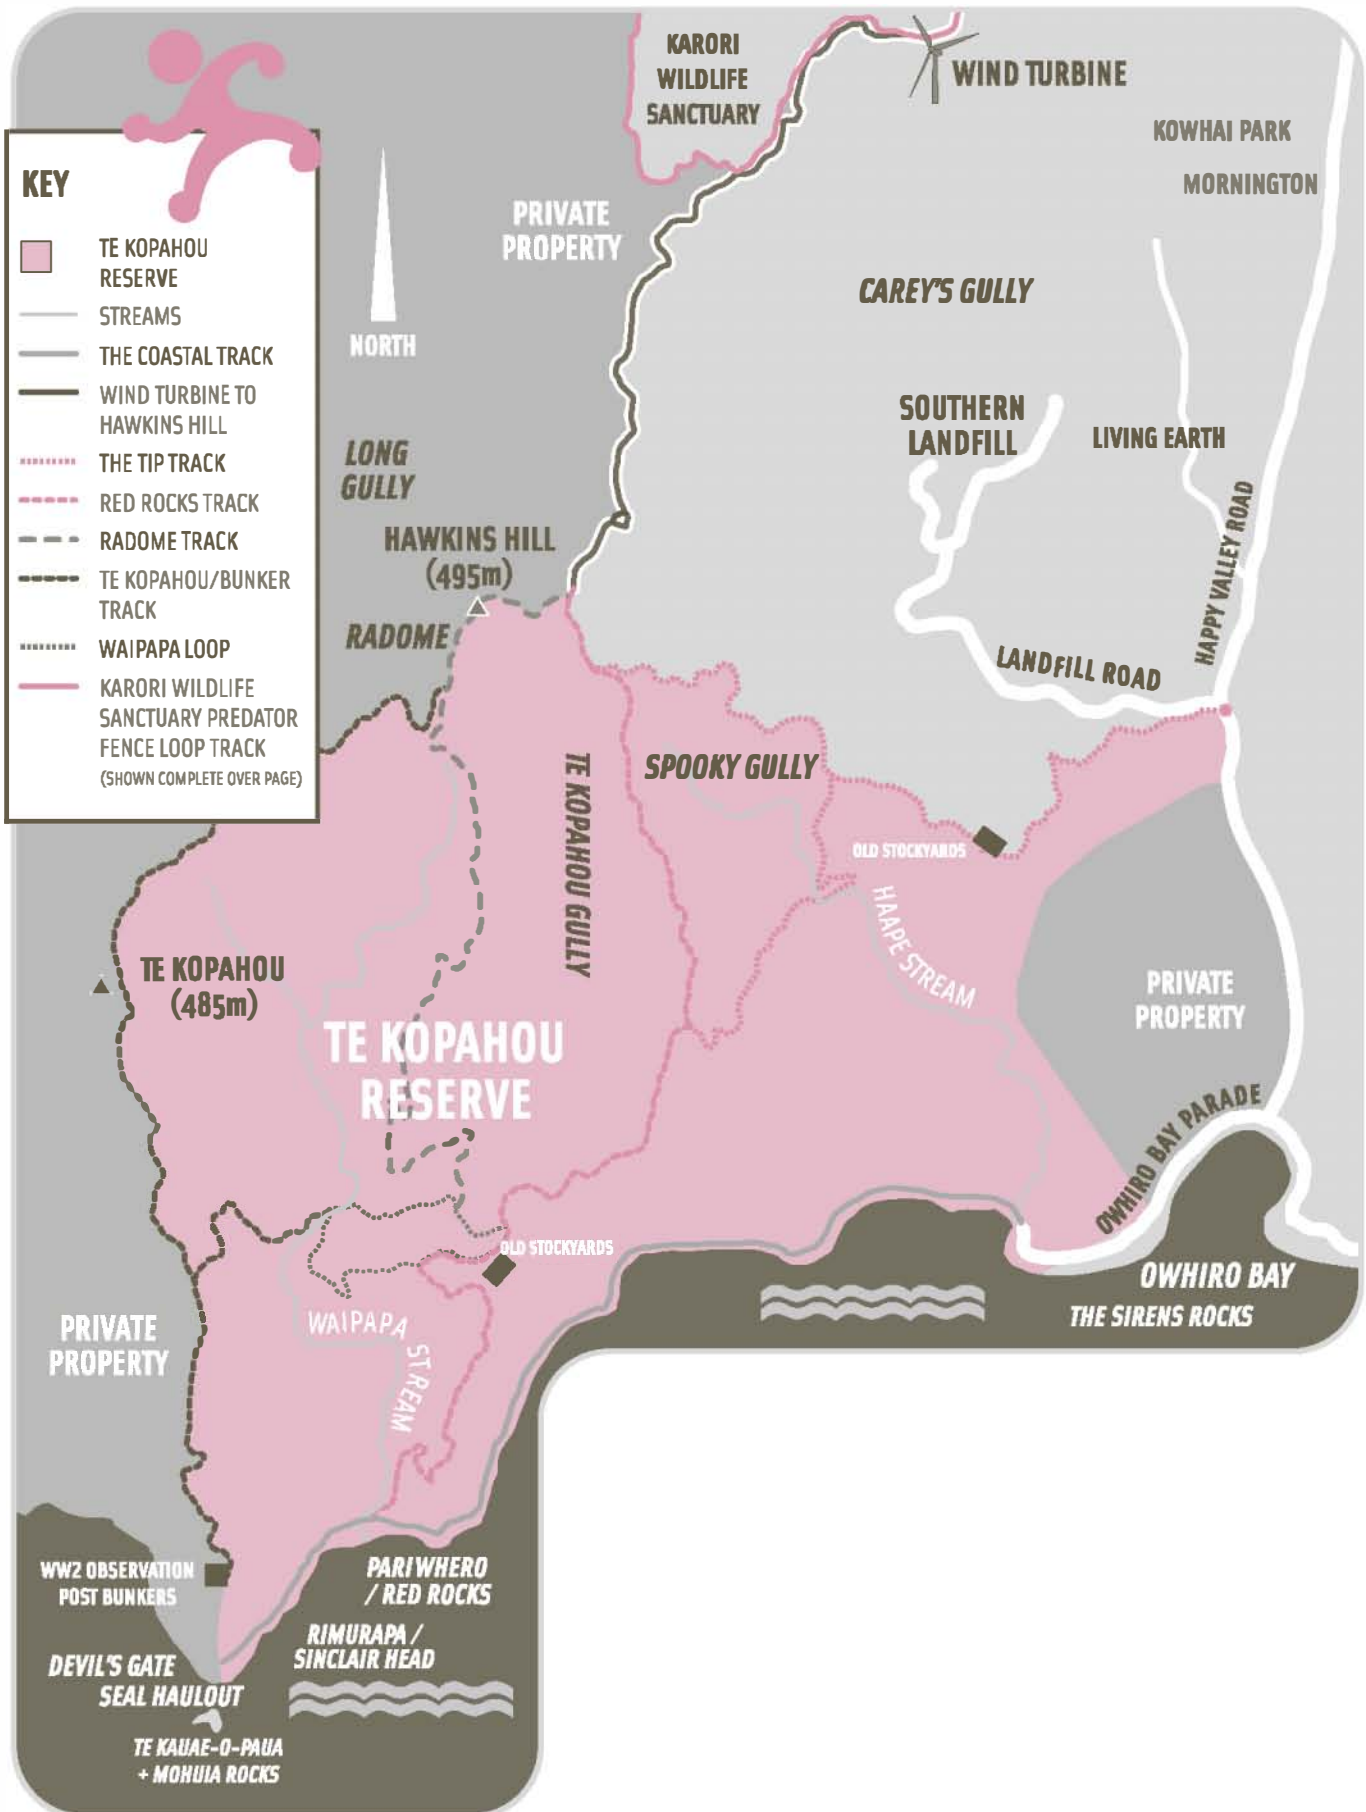 KARORI
WILDLIFE
SANCTUARY
WIND TURBINE
KOWHAI PARK
MORNINGTON
KEY
TE KOPAHOU
RESERVE
STREAMS
THE COASTAL TRACK
WIND TURBINE TO
HAWKINS HILL
THE TIP TRACK
RED ROCKS TRACK
RADOME TRACK
TE KOPAHOU/BUNKER
TRACK
WAIPAPA LOOP
KARORI WILDLIFE
SANCTUARY PREDATOR
FENCE LOOP TRACK
(SHOWN COMPLETE OVER PAGE)
PRIVATE
PROPERTY
NORTH
CAREY'S GULLY
SOUTHERN
LANDFILL
LIVING EARTH
LONG
GULLY
HAWKINS HILL
(495m)
RADOME
HAPPY VALLEY ROAD
LANDFILL ROAD
TE KOPAHOU GULLY
SPOOKY GULLY
OLD STOCKYARDS
HAAPE STREAM
TE KOPAHOU
(485m)
TE KOPAHOU
RESERVE
PRIVATE
PROPERTY
OWHIRO BAY PARADE
OLD STOCKYARDS
OWHIRO BAY
THE SIRENS ROCKS
PRIVATE
PROPERTY
WAIPAPA
STREAM
WW2 OBSERVATION
POST BUNKERS
PARIWHERO
/ RED ROCKS
RIMURAPA /
SINCLAIR HEAD
DEVIL'S GATE
SEAL HAULOUT
TE KAUAE-O-PAUA
+ MOHUIA ROCKS